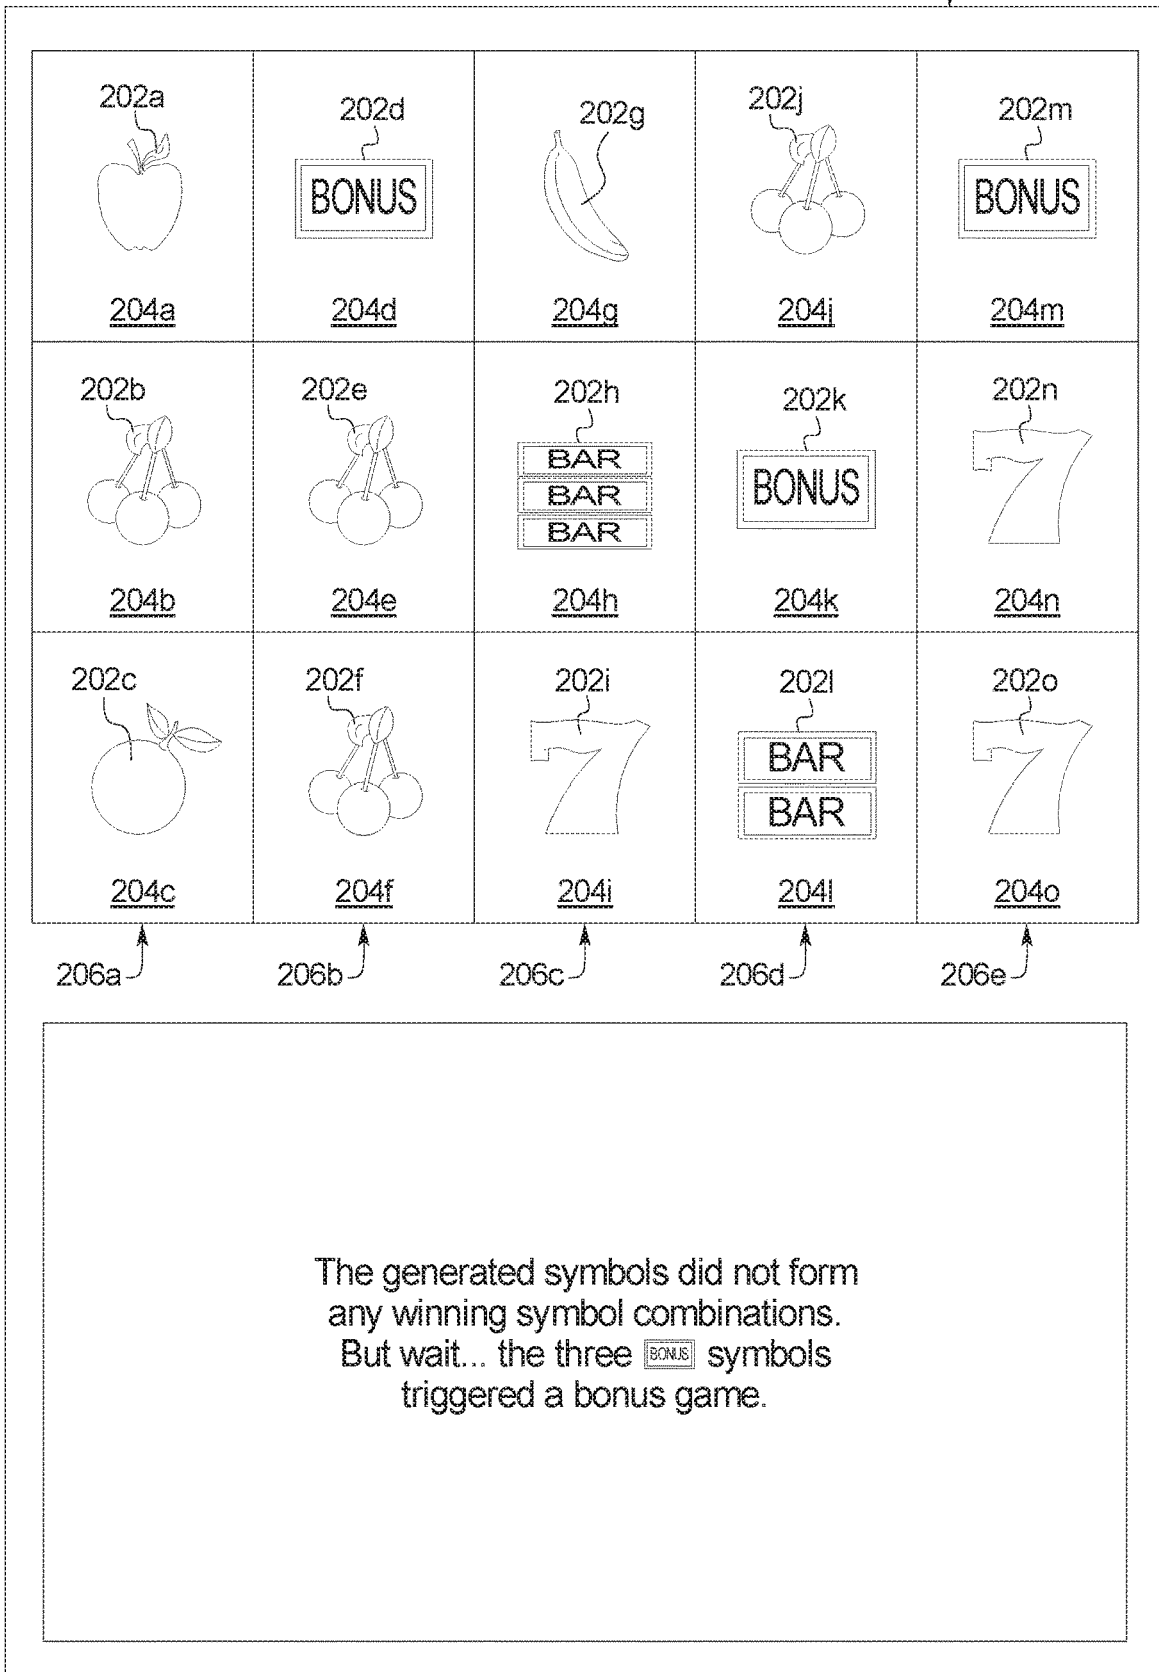 202a 202d 202g 202j 202m
BONUS BONUS
204a 204d 204g 204j 204m
202b 202e 202h 202k 202n
BAR
BAR
BAR
BONUS
204b 204e 204h 204k 204n
202c 202f 202i 202l 202o
BAR
BAR
204c 204f 204i 204l 204o
206a 206b 206c 206d 206e
The generated symbols did not form
any winning symbol combinations.
But wait... the three BONUS symbols
triggered a bonus game.